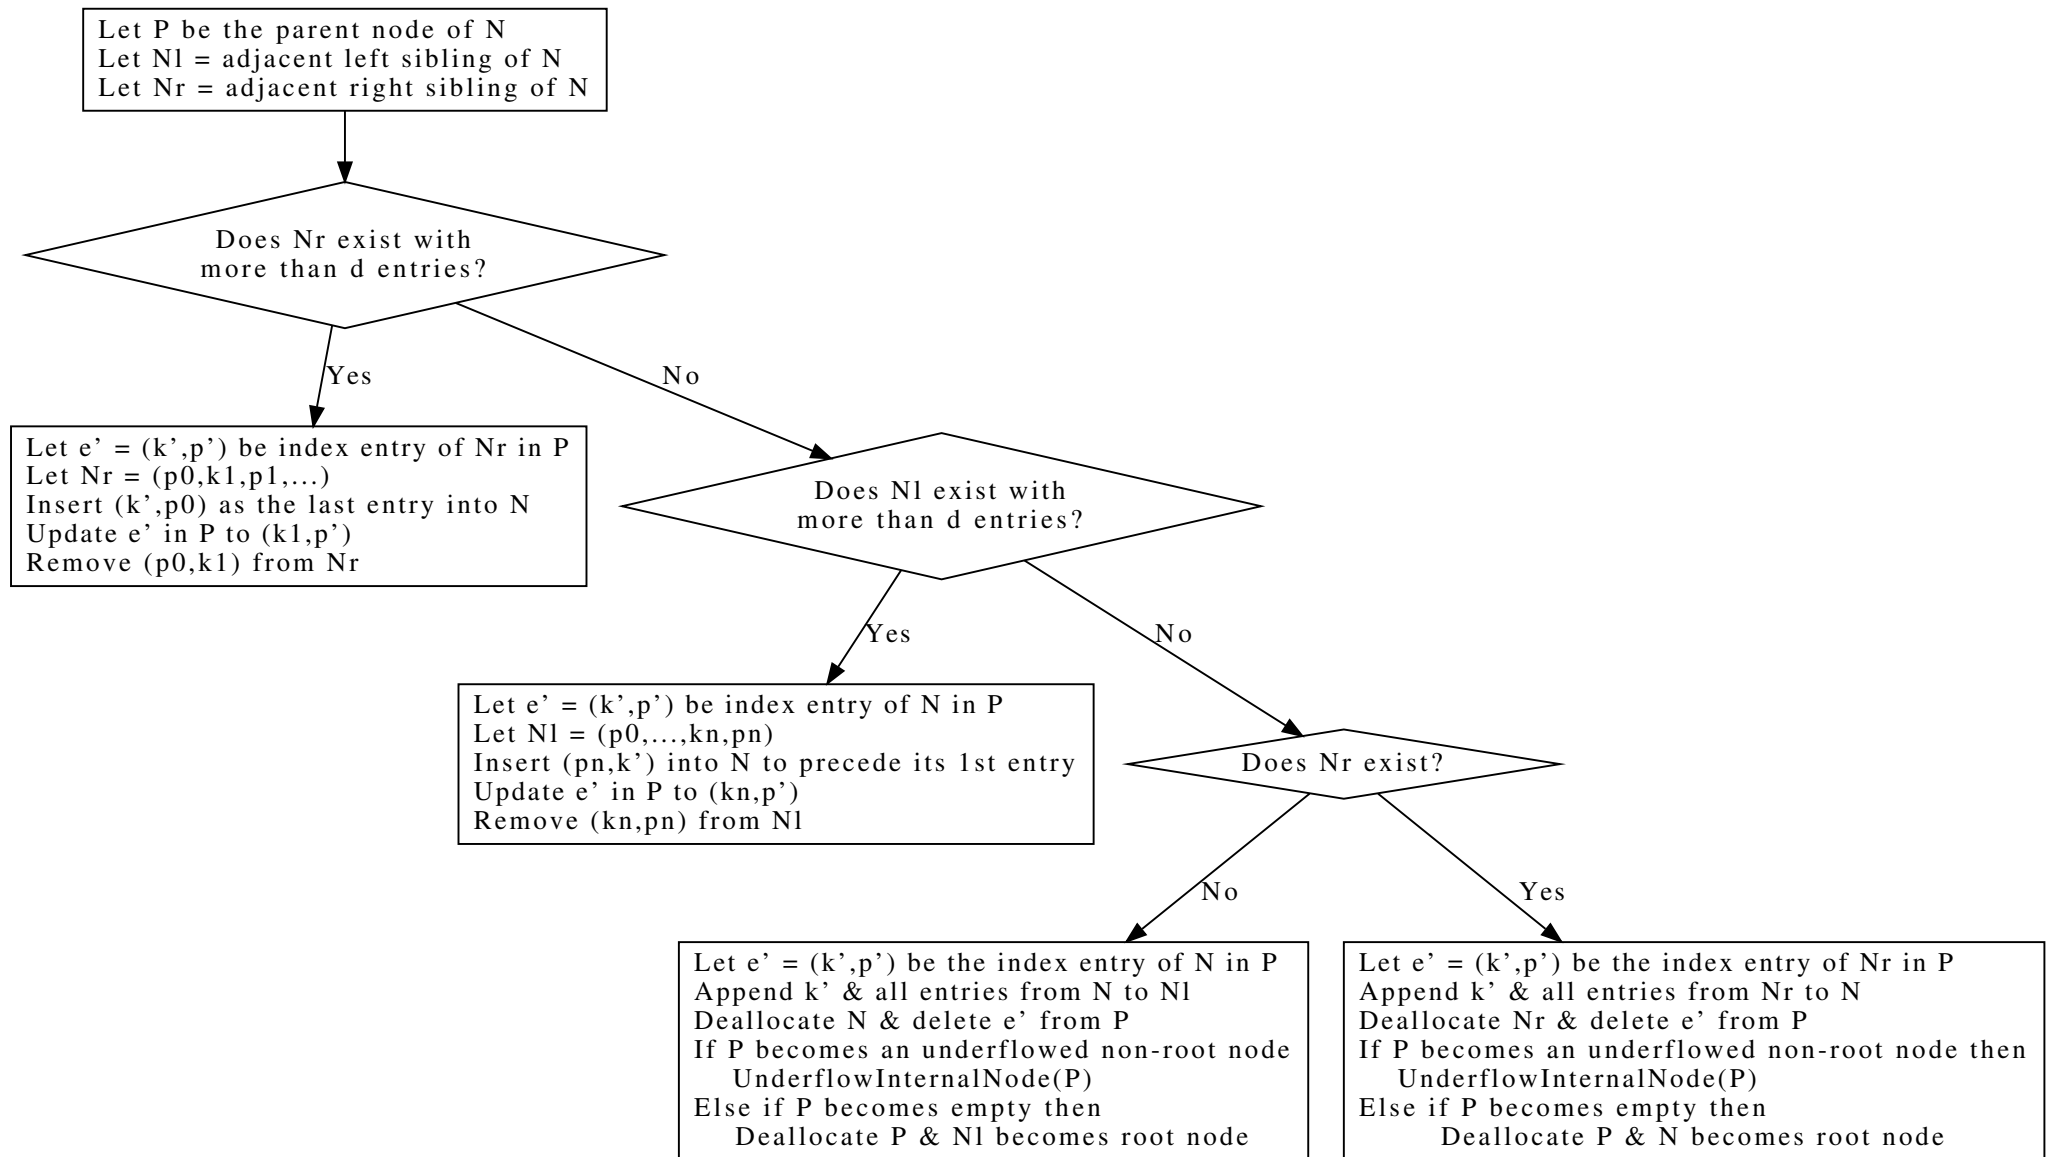 Let P be the parent node of N
Let Nl = adjacent left sibling of N
Let Nr = adjacent right sibling of N
Does Nr exist with
more than d entries?
Yes
No
Let e’ = (k’,p’) be index entry of Nr in P
Let Nr = (p0,k1,p1,...)
Insert (k’,p0) as the last entry into N
Update e’ in P to (k1,p’)
Remove (p0,k1) from Nr
Does Nl exist with
more than d entries?
Yes
No
Let e’ = (k’,p’) be index entry of N in P
Let Nl = (p0,...,kn,pn)
Insert (pn,k’) into N to precede its 1st entry
Update e’ in P to (kn,p’)
Remove (kn,pn) from Nl
Does Nr exist?
No
Yes
Let e’ = (k’,p’) be the index entry of N in P
Append k’ & all entries from N to Nl
Deallocate N & delete e’ from P
If P becomes an underflowed non-root node
UnderflowInternalNode(P)
Else if P becomes empty then
Deallocate P & Nl becomes root node
Let e’ = (k’,p’) be the index entry of Nr in P
Append k’ & all entries from Nr to N
Deallocate Nr & delete e’ from P
If P becomes an underflowed non-root node then
UnderflowInternalNode(P)
Else if P becomes empty then
Deallocate P & N becomes root node